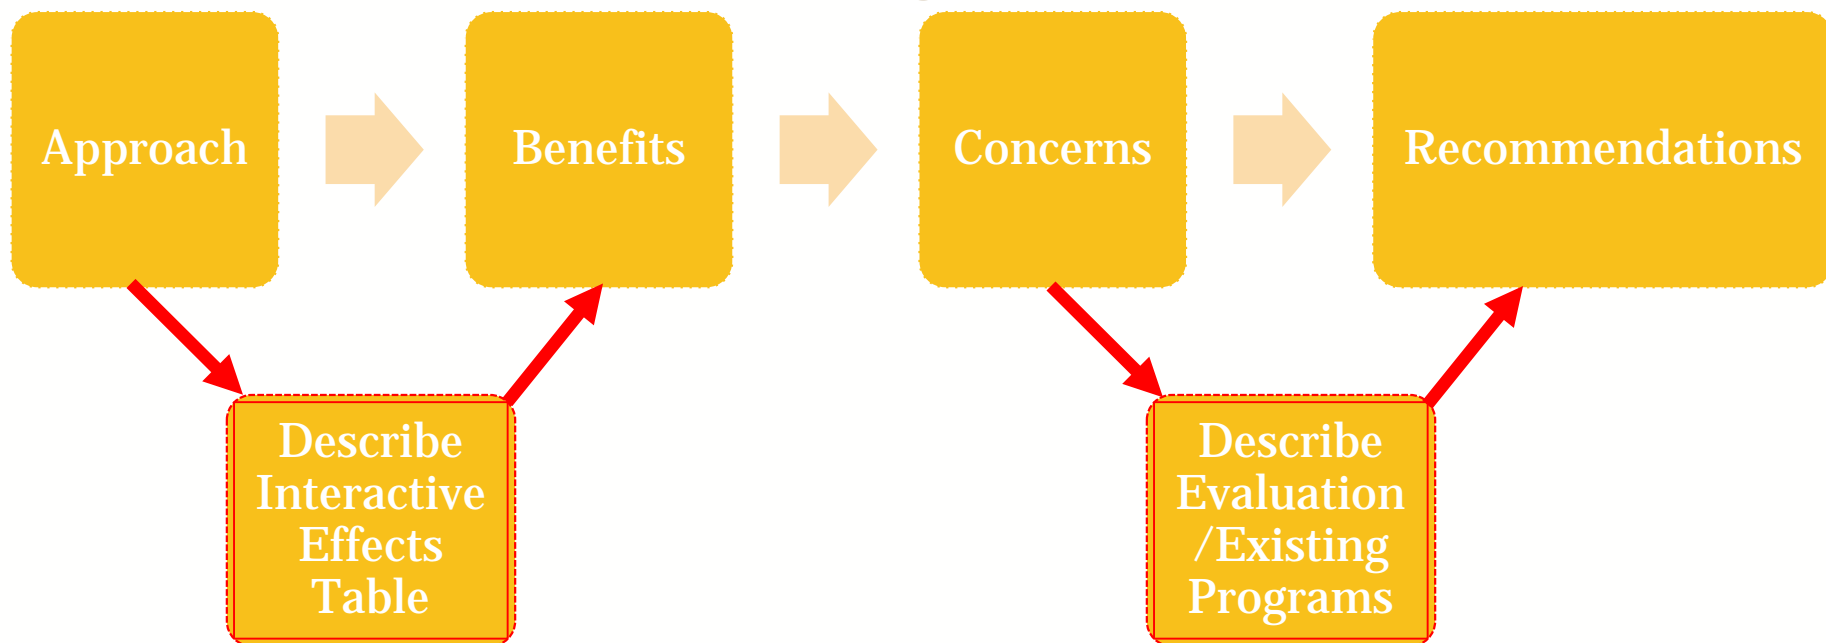 Approach
Benefits
Concerns
Recommendations
Describe
Interactive
Effects
Table
Describe
Evaluation
/Existing
Programs